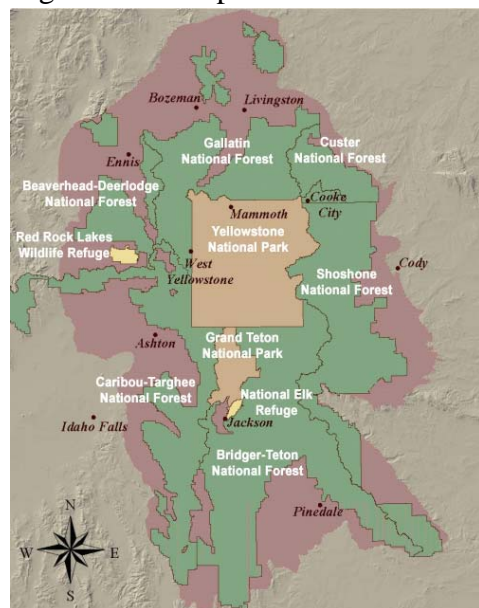 Bozeman
Livingston
Gallatin
National Forest
Custer
National Forest
Ennis
Beaverhead-Deerlodge
National Forest
Mammoth
Cooke
City
Yellowstone
National Park
Red Rock Lakes
Wildlife Refuge
West
Yellowstone
Cody
Shoshone
National Forest
Ashton
Grand Teton
National Park
Caribou-Targhee
National Forest
National Elk
Refuge
Idaho Falls
Jackson
Bridger-Teton
National Forest
Pinedale
N
W
E
S